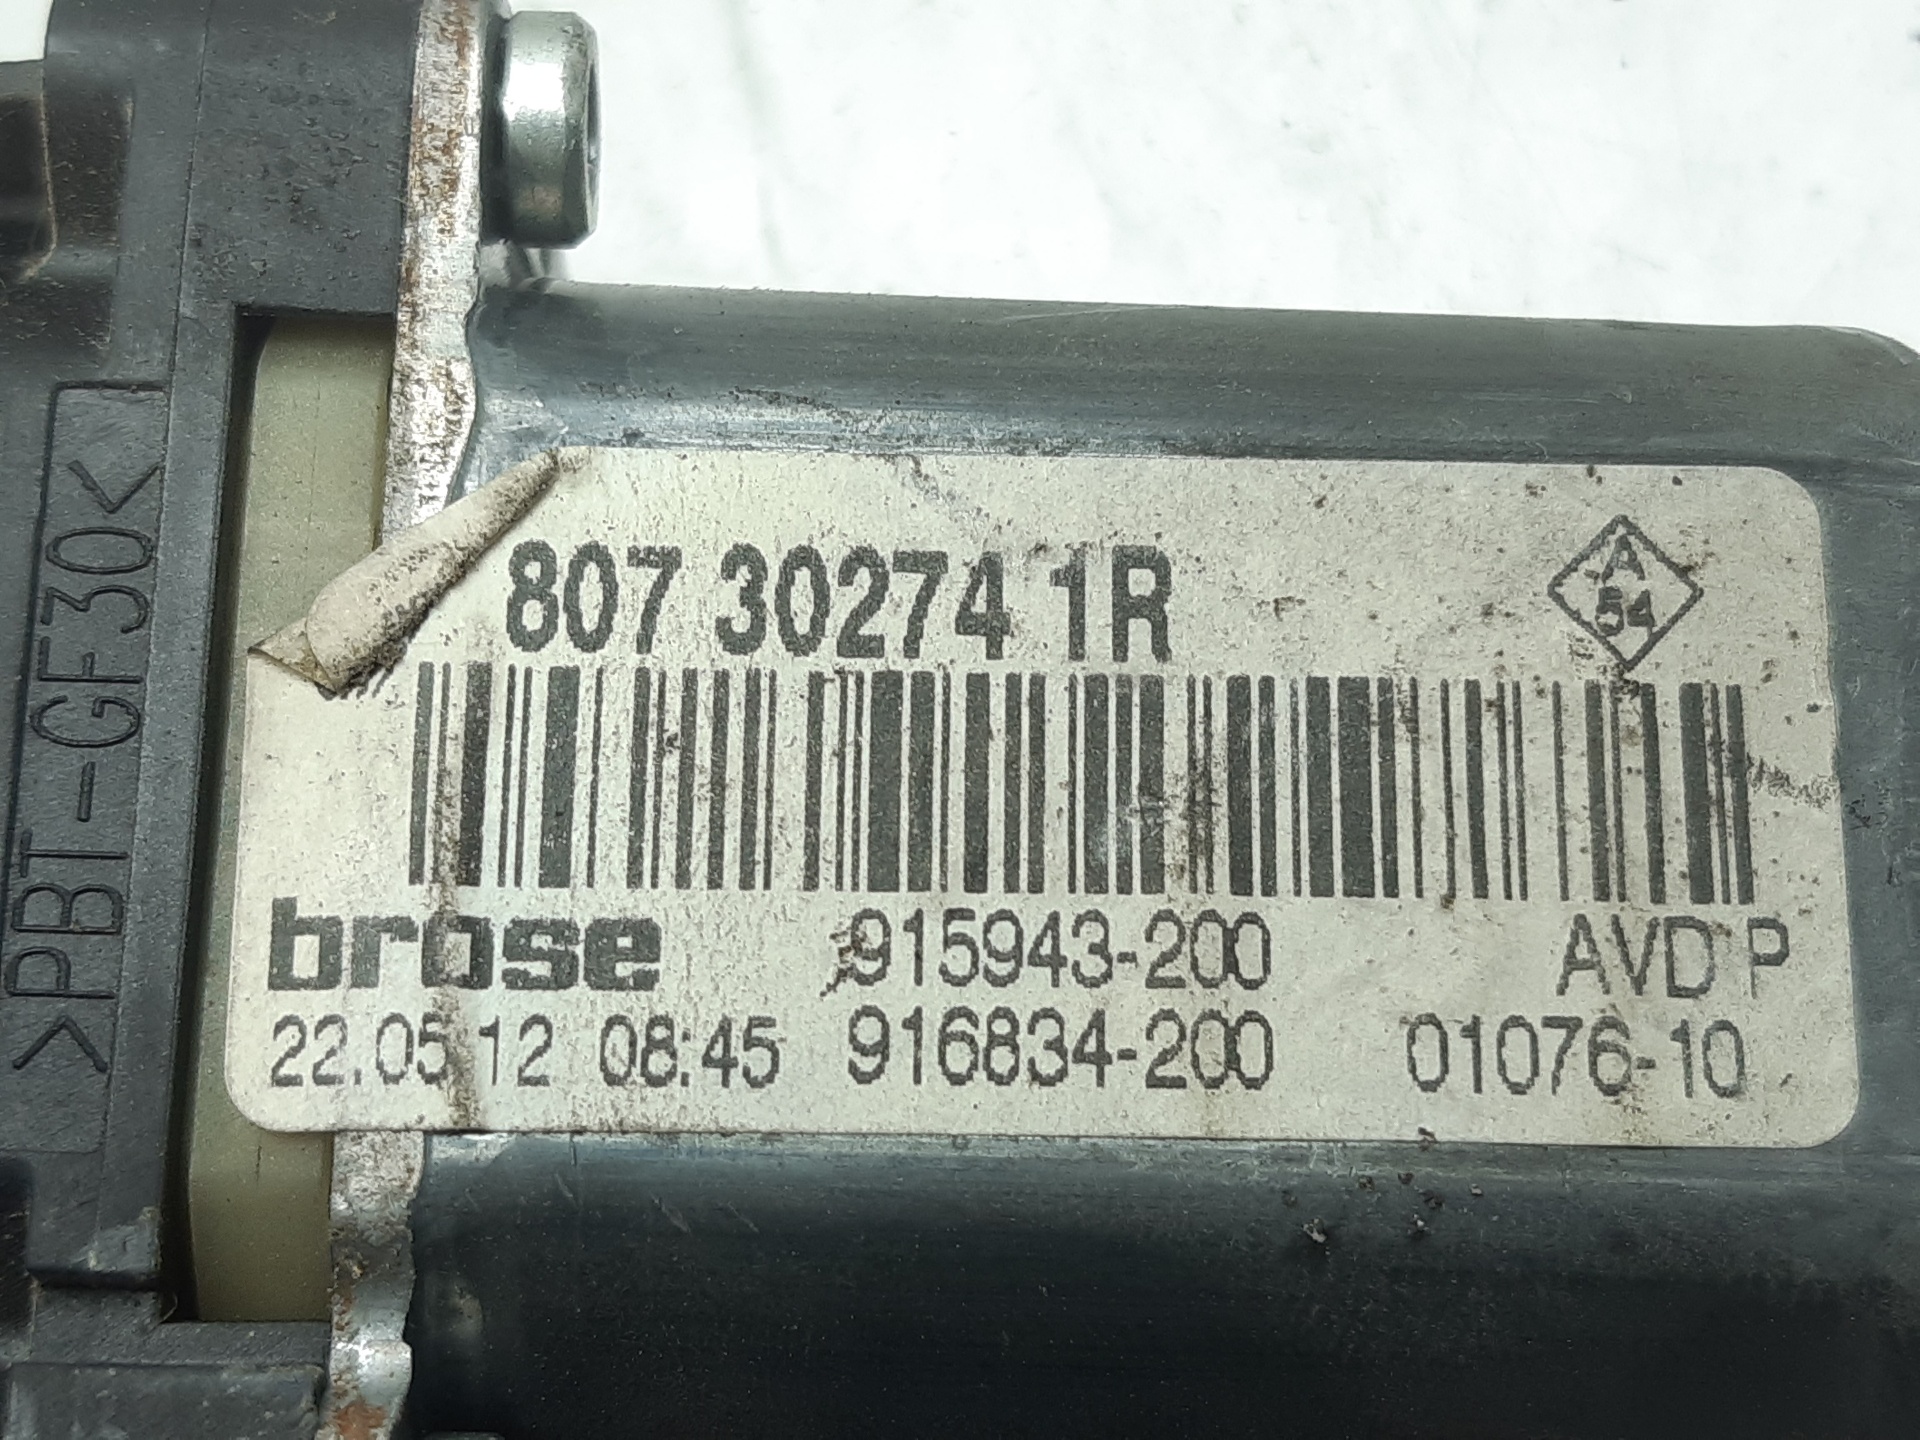 807 30274 1R
A
54
brose 915943-200 AVD P
22.05.12 08:45 916834-200 01076-10
>PBT-GF30<